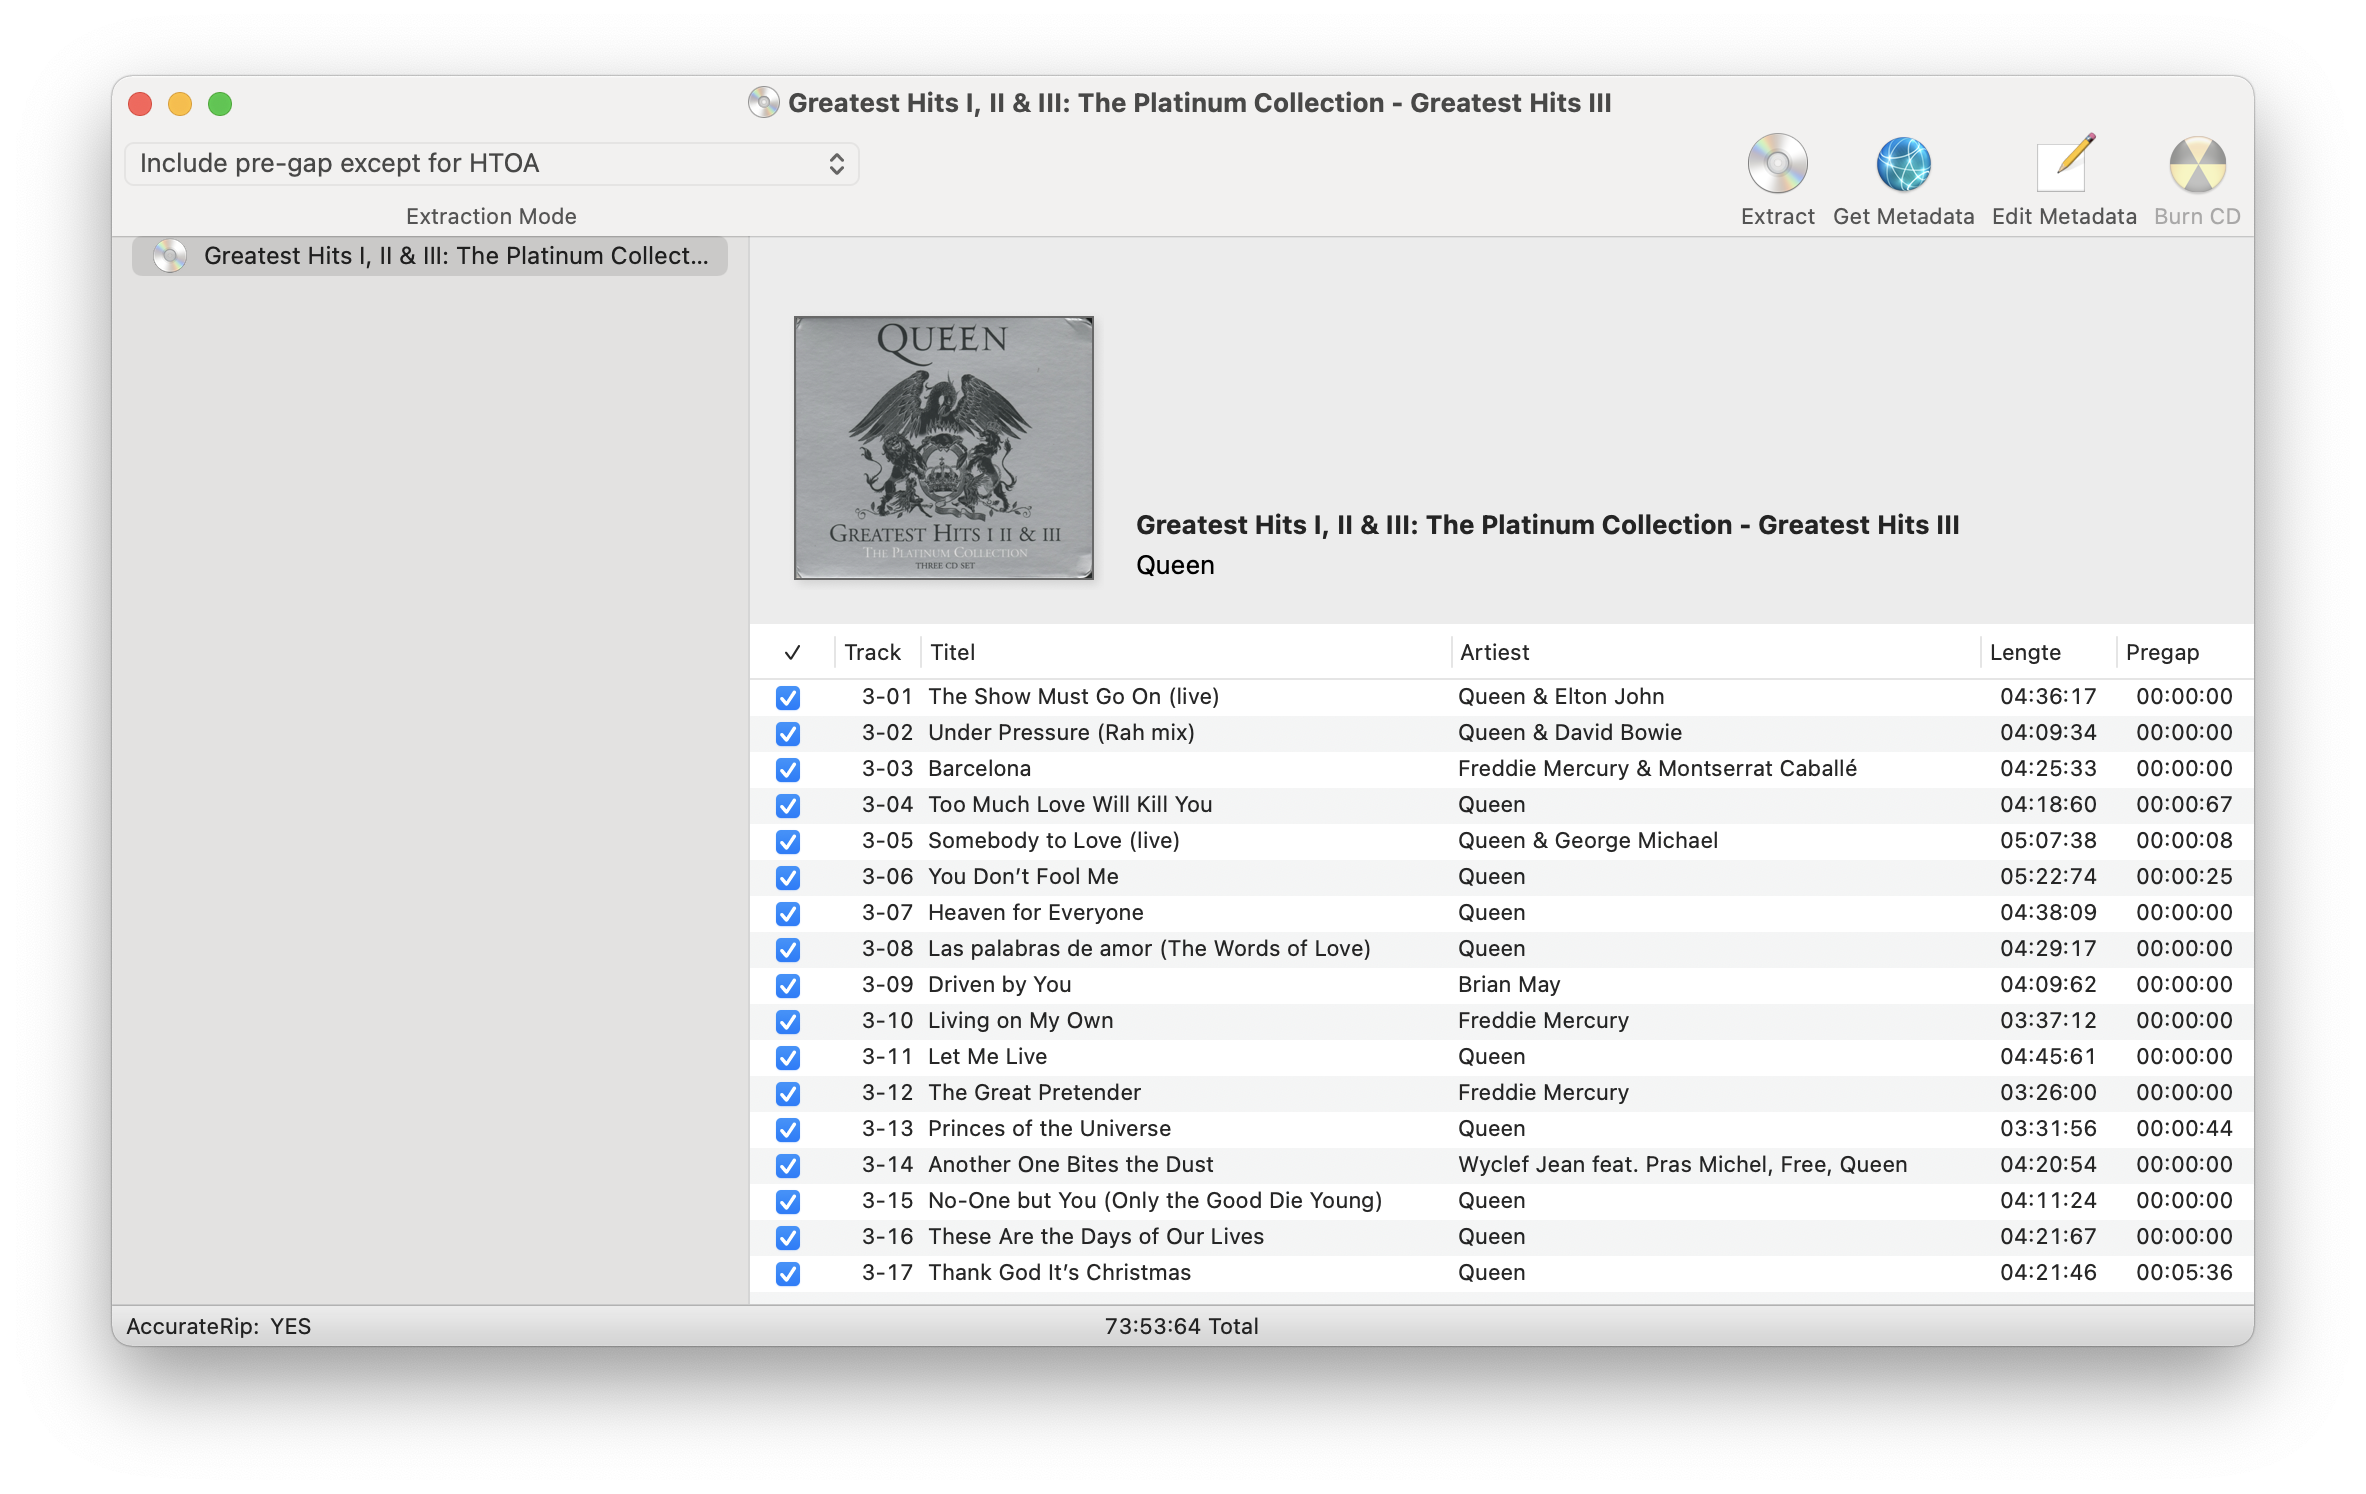 Greatest Hits I, II & III: The Platinum Collection - Greatest Hits III
Include pre-gap except for HTOA
Extraction Mode
Extract Get Metadata Edit Metadata Burn CD
Greatest Hits I, II & III: The Platinum Collect...
QUEEN
GREATEST HITS I II & III
THE PLATINUM COLLECTION
THREE CD SET
Greatest Hits I, II & III: The Platinum Collection - Greatest Hits III
Queen
✓ Track Titel Artiest Lengte Pregap
3-01 The Show Must Go On (live) Queen & Elton John 04:36:17 00:00:00
3-02 Under Pressure (Rah mix) Queen & David Bowie 04:09:34 00:00:00
3-03 Barcelona Freddie Mercury & Montserrat Caballé 04:25:33 00:00:00
3-04 Too Much Love Will Kill You Queen 04:18:60 00:00:67
3-05 Somebody to Love (live) Queen & George Michael 05:07:38 00:00:08
3-06 You Don’t Fool Me Queen 05:22:74 00:00:25
3-07 Heaven for Everyone Queen 04:38:09 00:00:00
3-08 Las palabras de amor (The Words of Love) Queen 04:29:17 00:00:00
3-09 Driven by You Brian May 04:09:62 00:00:00
3-10 Living on My Own Freddie Mercury 03:37:12 00:00:00
3-11 Let Me Live Queen 04:45:61 00:00:00
3-12 The Great Pretender Freddie Mercury 03:26:00 00:00:00
3-13 Princes of the Universe Queen 03:31:56 00:00:44
3-14 Another One Bites the Dust Wyclef Jean feat. Pras Michel, Free, Queen 04:20:54 00:00:00
3-15 No-One but You (Only the Good Die Young) Queen 04:11:24 00:00:00
3-16 These Are the Days of Our Lives Queen 04:21:67 00:00:00
3-17 Thank God It’s Christmas Queen 04:21:46 00:05:36
AccurateRip: YES 73:53:64 Total